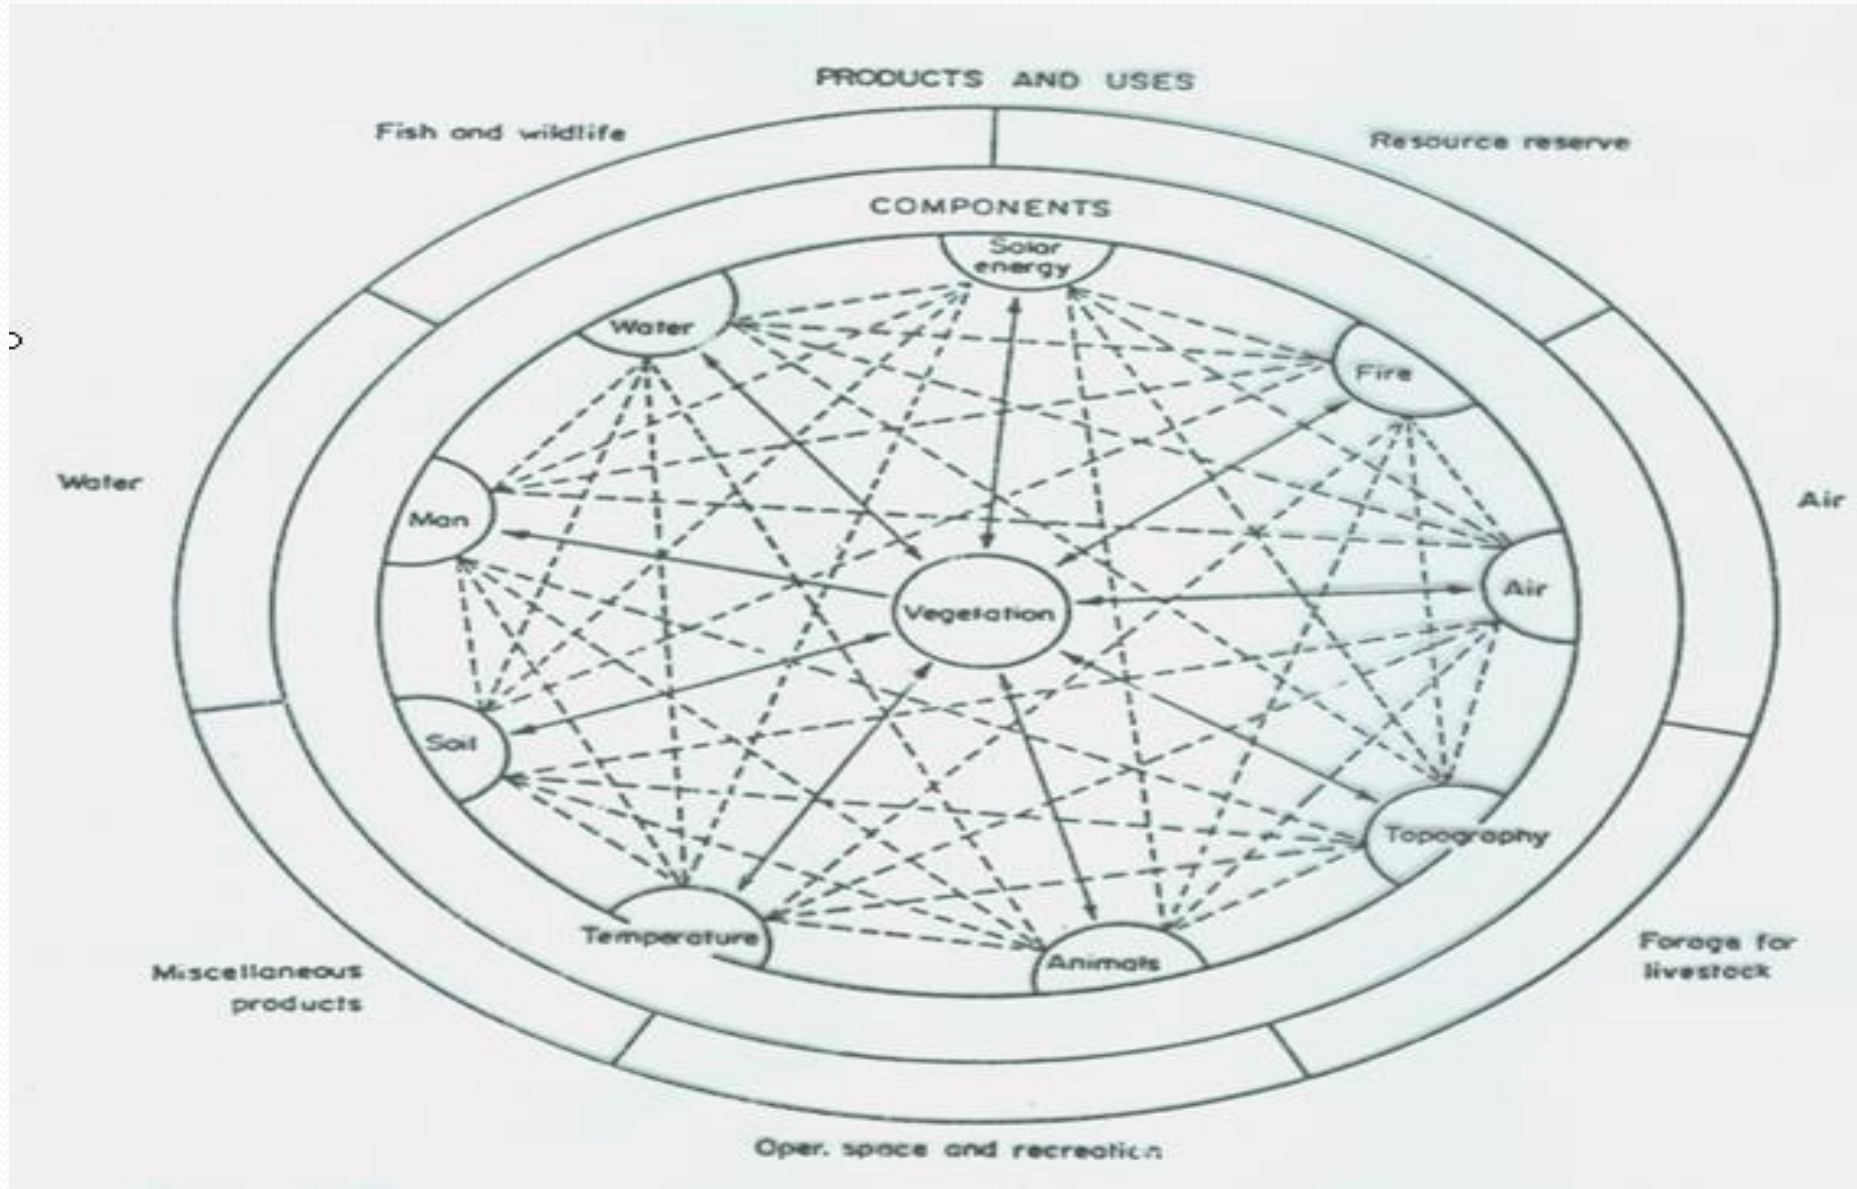 PRODUCTS AND USES
Fish and wildlife
Resource reserve
COMPONENTS
Solar
energy
Water
Fire
Water
Man
Air
Air
Vegetation
Soil
Topography
Temperature
Animals
Forage for
livestock
Miscellaneous
products
Oper. space and recreation